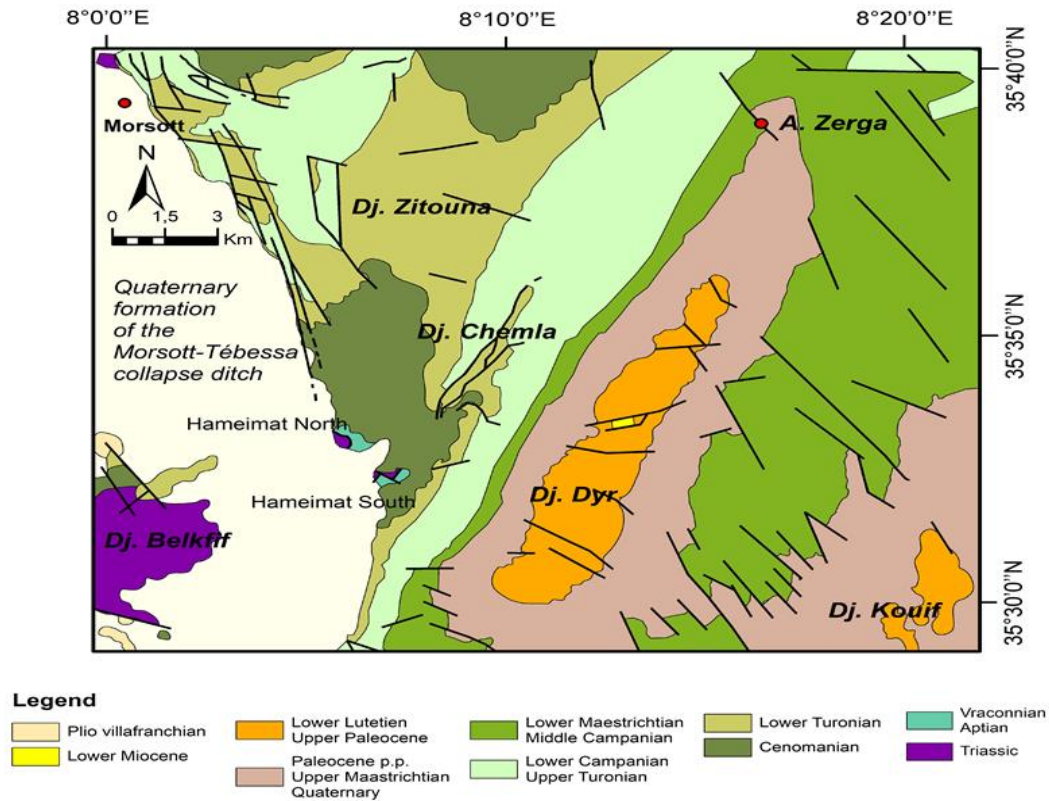 8°0'0"E
8°10'0"E
8°20'0"E
35°40'0"N
Morsott
A. Zerga
N
0 1,5 3
Km
Dj. Zitouna
Quaternary
formation
of the
Morsott-Tébessa
collapse ditch
Dj. Chemla
35°35'0"N
Hameimat North
Hameimat South
Dj. Dyr
Dj. Belkfif
35°30'0"N
Dj. Kouif
Legend
Plio villafranchian
Lower Miocene
Lower Lutetien
Upper Paleocene
Paleocene p.p.
Upper Maastrichtian
Quaternary
Lower Maestrichtian
Middle Campanian
Lower Campanian
Upper Turonian
Lower Turonian
Cenomanian
Vraconnian
Aptian
Triassic